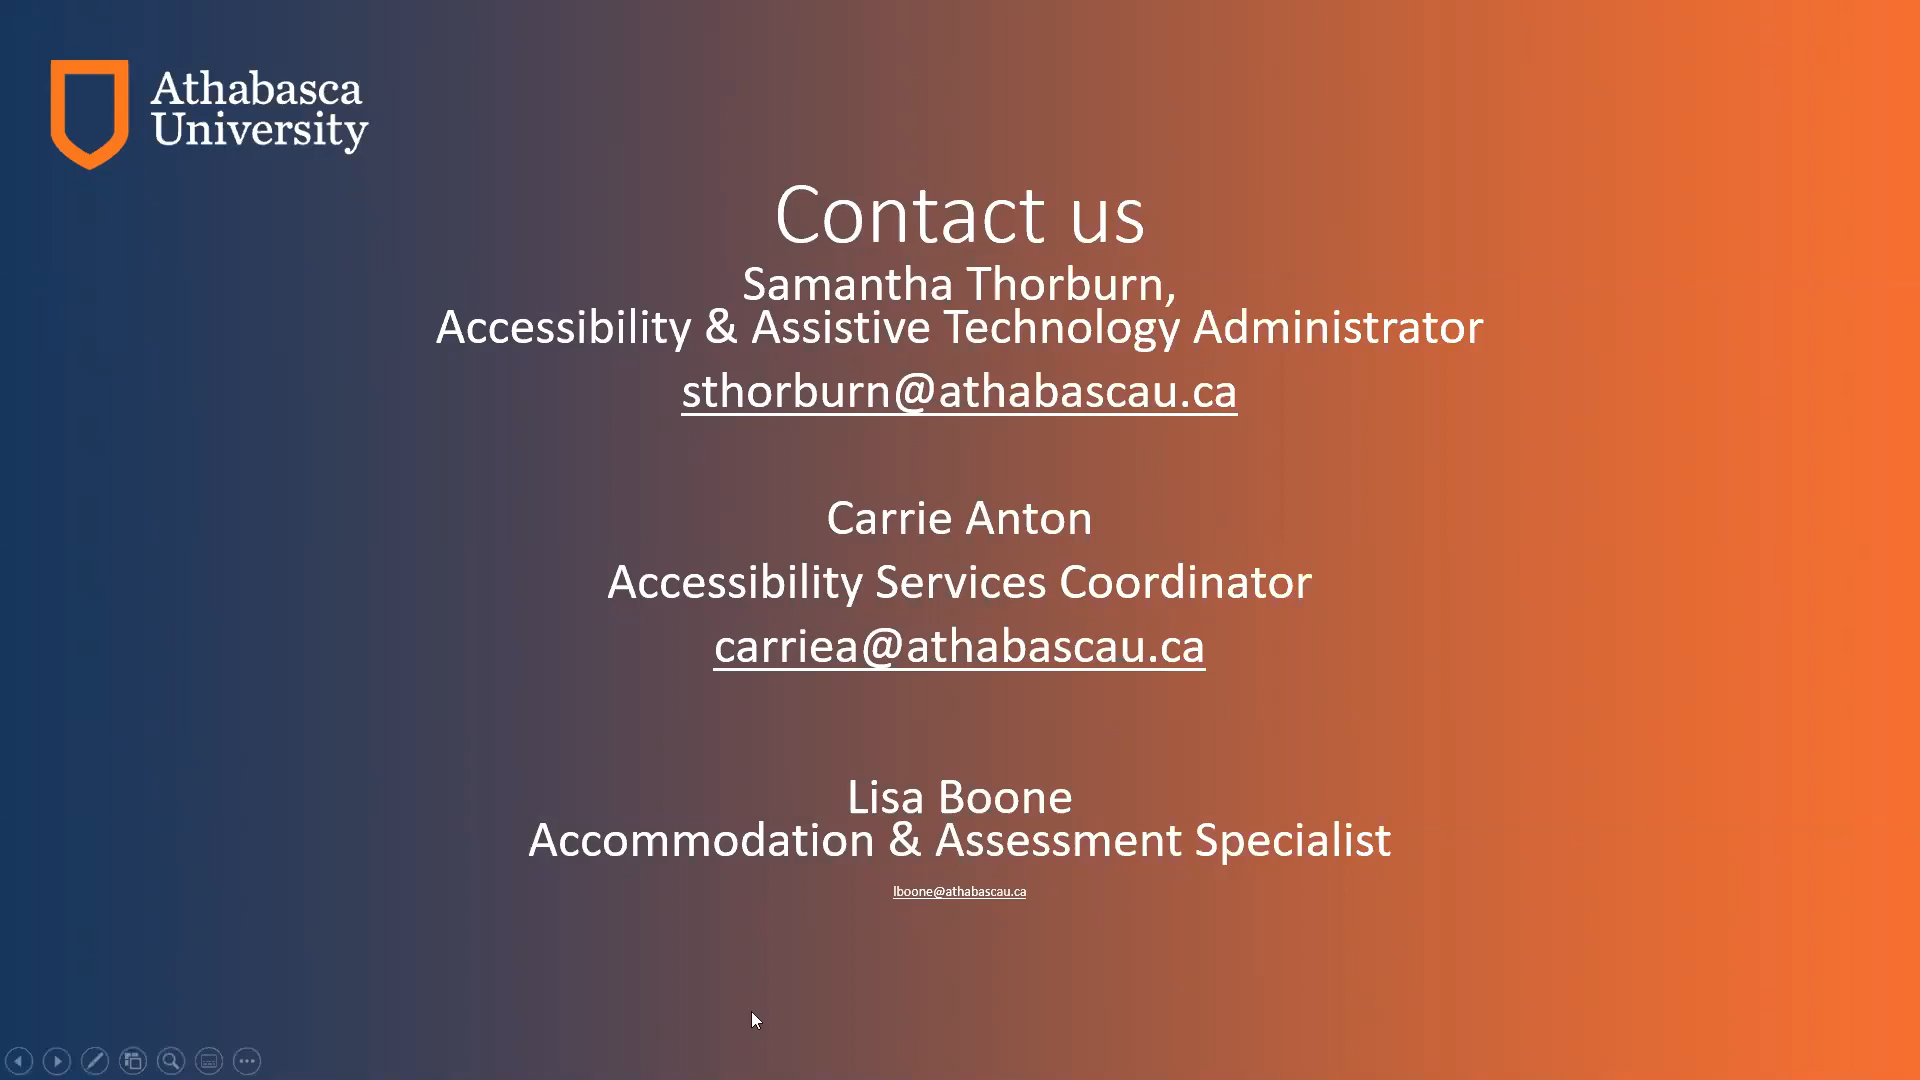 Athabasca
University
Contact us
Samantha Thorburn,
Accessibility & Assistive Technology Administrator
sthorburn@athabascau.ca
Carrie Anton
Accessibility Services Coordinator
carriea@athabascau.ca
Lisa Boone
Accommodation & Assessment Specialist
lboone@athabascau.ca